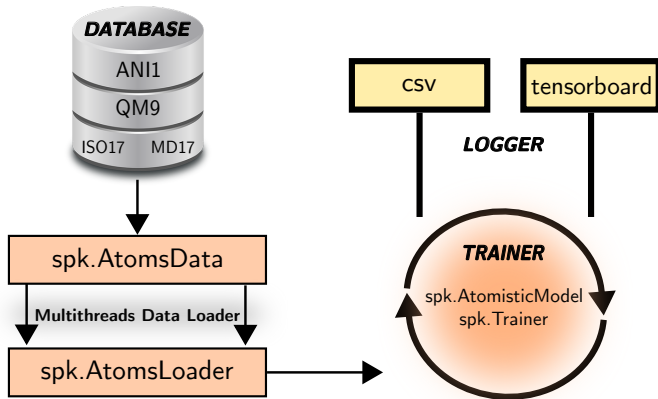 DATABASE
ANI1
QM9
ISO17 MD17
spk.AtomsData
Multithreads Data Loader
spk.AtomsLoader
csv
tensorboard
LOGGER
TRAINER
spk.AtomisticModel
spk.Trainer